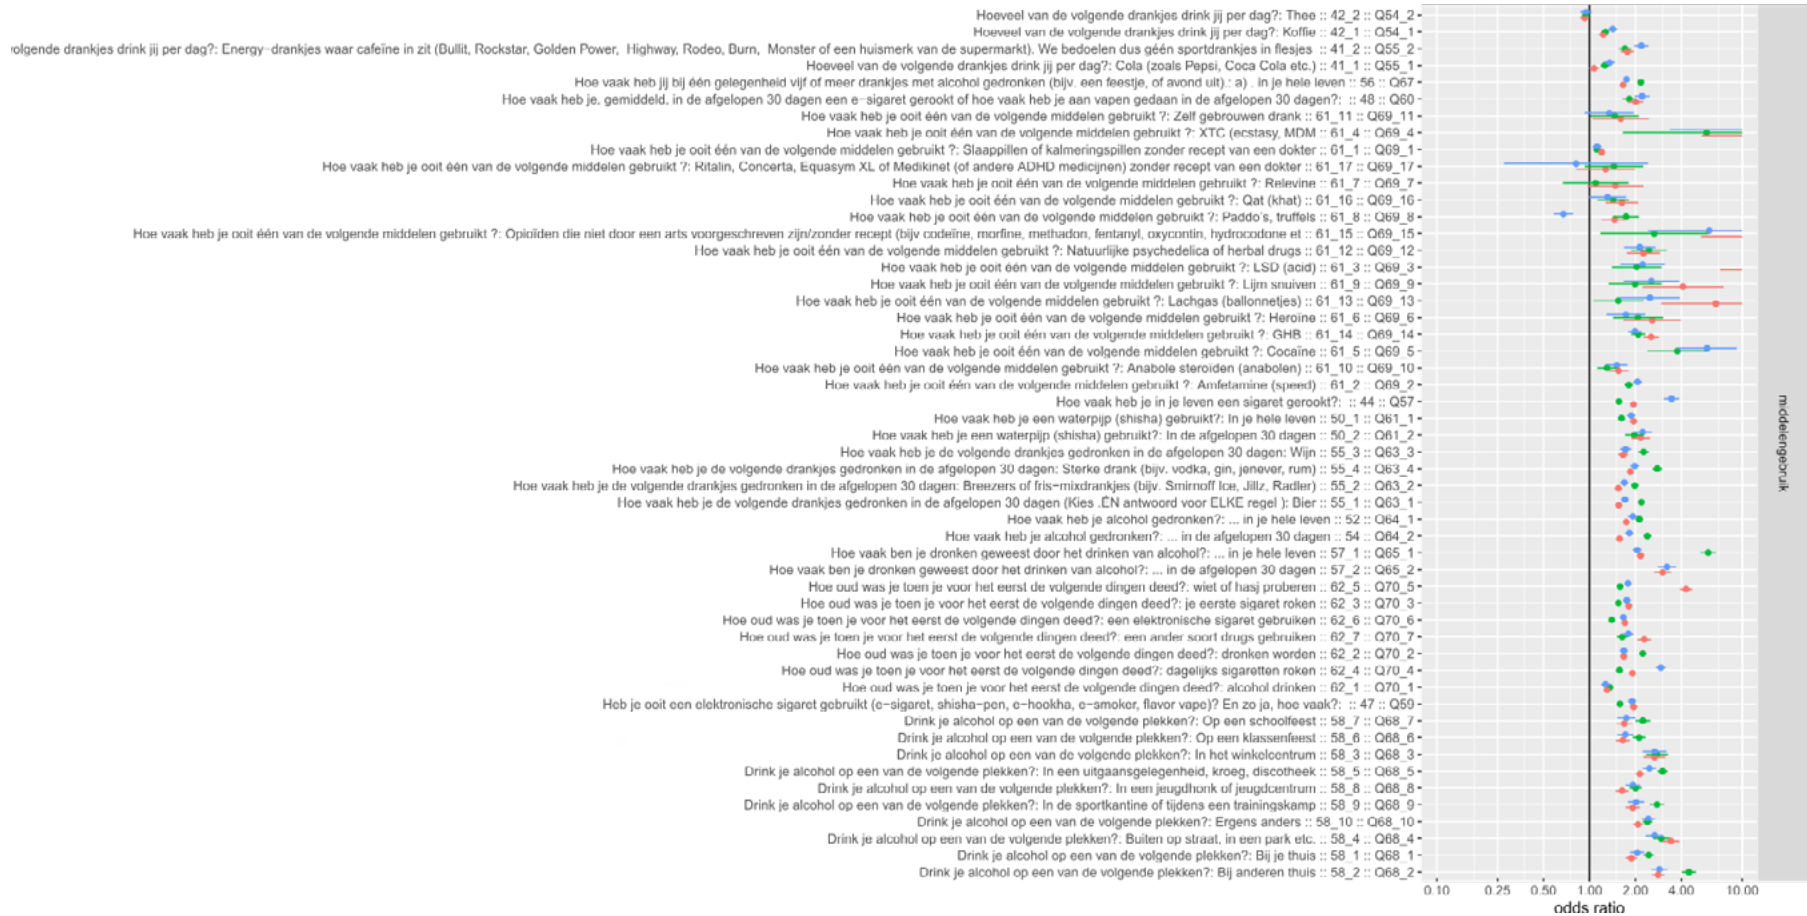 Hoeveel van de volgende drankjes drink jij per dag?: Thee :: 42_2 :: Q54_2
Hoeveel van de volgende drankjes drink jij per dag?: Koffie :: 42_1 :: Q54_1
volgende drankjes drink jij per dag?: Energy-drankjes waar cafeïne in zit (Bullit, Rockstar, Golden Power, Highway, Rodeo, Burn, Monster of een huismerk van de supermarkt). We bedoelen dus géén sportdrankjes in flesjes :: 41_2 :: Q55_2
Hoeveel van de volgende drankjes drink jij per dag?: Cola (zoals Pepsi, Coca Cola etc.) :: 41_1 :: Q55_1
Hoe vaak heb jij bij één gelegenheid vijf of meer drankjes met alcohol gedronken (bijv. een feestje, of avond uit).: a) . in je hele leven :: 56 :: Q67
Hoe vaak heb je, gemiddeld, in de afgelopen 30 dagen een e-sigaret gerookt of hoe vaak heb je aan vapen gedaan in de afgelopen 30 dagen?: :: 48 :: Q60
Hoe vaak heb je ooit één van de volgende middelen gebruikt ?: Zelf gebrouwen drank :: 61_11 :: Q69_11
Hoe vaak heb je ooit één van de volgende middelen gebruikt ?: XTC (ecstasy, MDM :: 61_4 :: Q69_4
Hoe vaak heb je ooit één van de volgende middelen gebruikt ?: Slaappillen of kalmeringspillen zonder recept van een dokter :: 61_1 :: Q69_1
Hoe vaak heb je ooit één van de volgende middelen gebruikt ?: Ritalin, Concerta, Equasym XL of Medikinet (of andere ADHD medicijnen) zonder recept van een dokter :: 61_17 :: Q69_17
Hoe vaak heb je ooit één van de volgende middelen gebruikt ?: Relevine :: 61_7 :: Q69_7
Hoe vaak heb je ooit één van de volgende middelen gebruikt ?: Qat (khat) :: 61_16 :: Q69_16
Hoe vaak heb je ooit één van de volgende middelen gebruikt ?: Paddo's, truffels :: 61_8 :: Q69_8
Hoe vaak heb je ooit één van de volgende middelen gebruikt ?: Opioïden die niet door een arts voorgeschreven zijn/zonder recept (bijv codeïne, morfine, methadon, fentanyl, oxycontin, hydrocodone et :: 61_15 :: Q69_15
Hoe vaak heb je ooit één van de volgende middelen gebruikt ?: Natuurlijke psychedelica of herbal drugs :: 61_12 :: Q69_12
Hoe vaak heb je ooit één van de volgende middelen gebruikt ?: LSD (acid) :: 61_3 :: Q69_3
Hoe vaak heb je ooit één van de volgende middelen gebruikt ?: Lijm snuiven :: 61_9 :: Q69_9
Hoe vaak heb je ooit één van de volgende middelen gebruikt ?: Lachgas (ballonnetjes) :: 61_13 :: Q69_13
Hoe vaak heb je ooit één van de volgende middelen gebruikt ?: Heroïne :: 61_6 :: Q69_6
Hoe vaak heb je ooit één van de volgende middelen gebruikt ?: GHB :: 61_14 :: Q69_14
Hoe vaak heb je ooit één van de volgende middelen gebruikt ?: Cocaïne :: 61_5 :: Q69_5
Hoe vaak heb je ooit één van de volgende middelen gebruikt ?: Anabole steroïden (anabolen) :: 61_10 :: Q69_10
Hoe vaak heb je ooit één van de volgende middelen gebruikt ?: Amfetamine (speed) :: 61_2 :: Q69_2
Hoe vaak heb je in je leven een sigaret gerookt?: :: 44 :: Q57
Hoe vaak heb je een waterpijp (shisha) gebruikt?: In je hele leven :: 50_1 :: Q61_1
Hoe vaak heb je een waterpijp (shisha) gebruikt?: In de afgelopen 30 dagen :: 50_2 :: Q61_2
Hoe vaak heb je de volgende drankjes gedronken in de afgelopen 30 dagen: Wijn :: 55_3 :: Q63_3
Hoe vaak heb je de volgende drankjes gedronken in de afgelopen 30 dagen: Sterke drank (bijv. vodka, gin, jenever, rum) :: 55_4 :: Q63_4
Hoe vaak heb je de volgende drankjes gedronken in de afgelopen 30 dagen: Breezers of fris-mixdrankjes (bijv. Smirnoff Ice, Jillz, Radler) :: 55_2 :: Q63_2
Hoe vaak heb je de volgende drankjes gedronken in de afgelopen 30 dagen (Kies .ÉN antwoord voor ELKE regel ): Bier :: 55_1 :: Q63_1
Hoe vaak heb je alcohol gedronken?: ... in je hele leven :: 52 :: Q64_1
Hoe vaak heb je alcohol gedronken?: ... in de afgelopen 30 dagen :: 54 :: Q64_2
Hoe vaak ben je dronken geweest door het drinken van alcohol?: ... in je hele leven :: 57_1 :: Q65_1
Hoe vaak ben je dronken geweest door het drinken van alcohol?: ... in de afgelopen 30 dagen :: 57_2 :: Q65_2
Hoe oud was je toen je voor het eerst de volgende dingen deed?: wiet of hasj proberen :: 62_5 :: Q70_5
Hoe oud was je toen je voor het eerst de volgende dingen deed?: je eerste sigaret roken :: 62_3 :: Q70_3
Hoe oud was je toen je voor het eerst de volgende dingen deed?: een elektronische sigaret gebruiken :: 62_6 :: Q70_6
Hoe oud was je toen je voor het eerst de volgende dingen deed?: een ander soort drugs gebruiken :: 62_7 :: Q70_7
Hoe oud was je toen je voor het eerst de volgende dingen deed?: dronken worden :: 62_2 :: Q70_2
Hoe oud was je toen je voor het eerst de volgende dingen deed?: dagelijks sigaretten roken :: 62_4 :: Q70_4
Hoe oud was je toen je voor het eerst de volgende dingen deed?: alcohol drinken :: 62_1 :: Q70_1
Heb je ooit een elektronische sigaret gebruikt (e-sigaret, shisha-pen, e-hookha, e-smoker, flavor vape)? En zo ja, hoe vaak?: :: 47 :: Q59
Drink je alcohol op een van de volgende plekken?: Op een schoolfeest :: 58_7 :: Q68_7
Drink je alcohol op een van de volgende plekken?: Op een klassenfeest :: 58_6 :: Q68_6
Drink je alcohol op een van de volgende plekken?: In het winkelcentrum :: 58_3 :: Q68_3
Drink je alcohol op een van de volgende plekken?: In een uitgaansgelegenheid, kroeg, discotheek :: 58_5 :: Q68_5
Drink je alcohol op een van de volgende plekken?: In een jeugdhonk of jeugdcentrum :: 58_8 :: Q68_8
Drink je alcohol op een van de volgende plekken?: In de sportkantine of tijdens een trainingskamp :: 58_9 :: Q68_9
Drink je alcohol op een van de volgende plekken?: Ergens anders :: 58_10 :: Q68_10
Drink je alcohol op een van de volgende plekken?: Buiten op straat, in een park etc. :: 58_4 :: Q68_4
Drink je alcohol op een van de volgende plekken?: Bij je thuis :: 58_1 :: Q68_1
Drink je alcohol op een van de volgende plekken?: Bij anderen thuis :: 58_2 :: Q68_2
0.10 0.25 0.50 1.00 2.00 4.00 10.00
odds ratio
middelengebruik